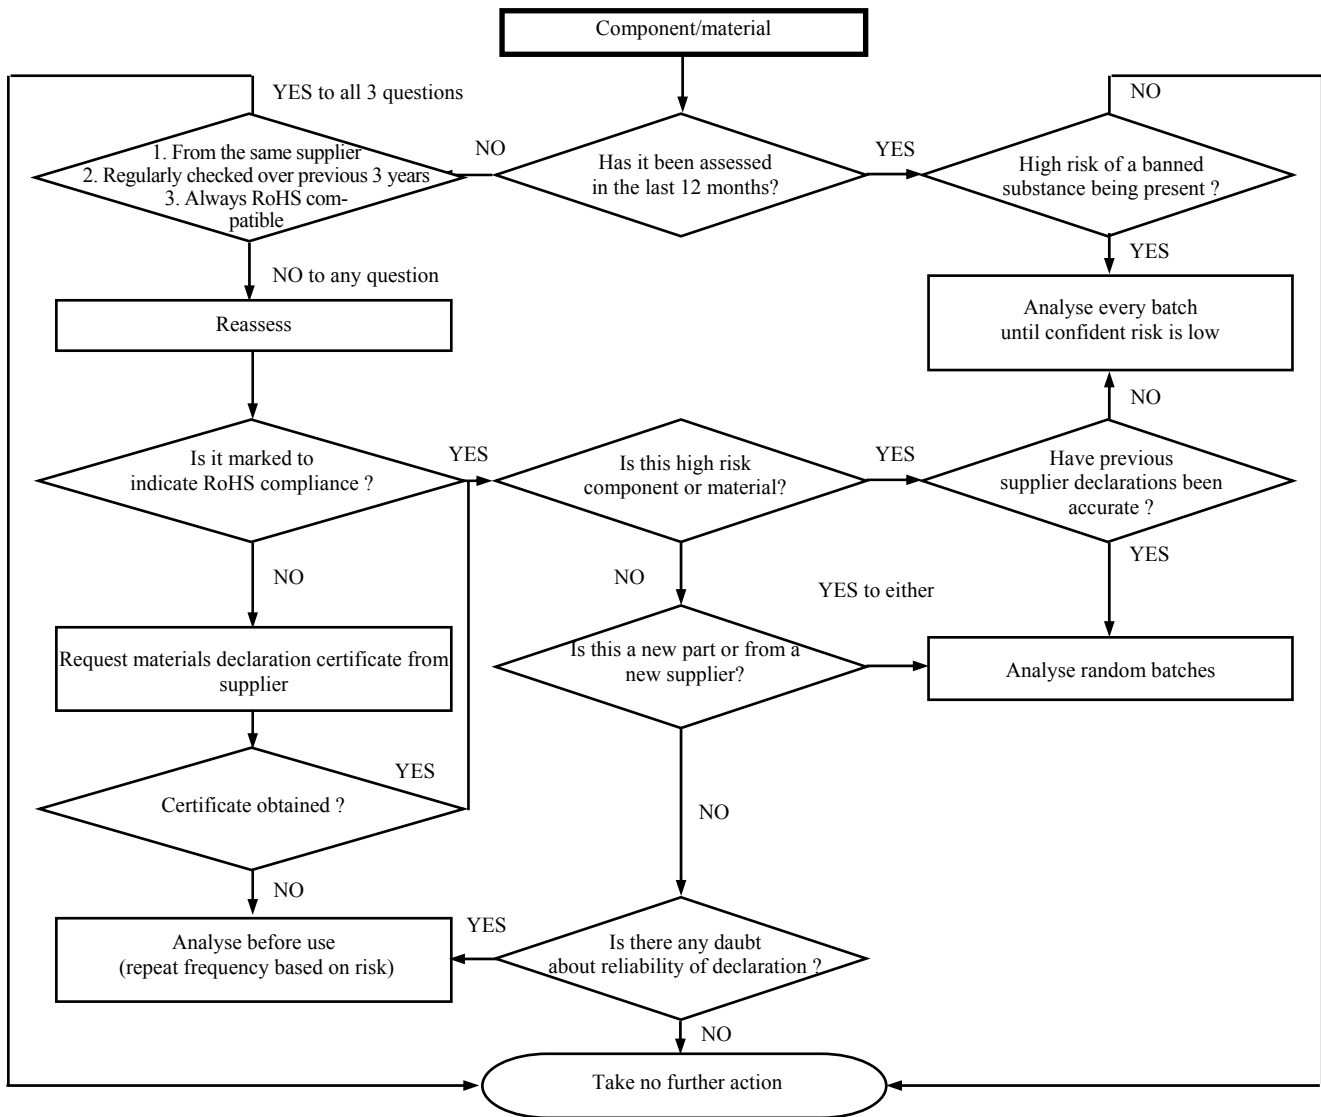 Component/material
YES to all 3 questions
NO
1. From the same supplier
2. Regularly checked over previous 3 years
3. Always RoHS com-
patible
NO
Has it been assessed
in the last 12 months?
YES
High risk of a banned
substance being present ?
YES
NO to any question
Reassess
Analyse every batch
until confident risk is low
NO
Is it marked to
indicate RoHS compliance ?
YES
Is this high risk
component or material?
YES
Have previous
supplier declarations been
accurate ?
YES
NO
NO
YES to either
Request materials declaration certificate from
supplier
Is this a new part or from a
new supplier?
Analyse random batches
YES
Certificate obtained ?
NO
NO
Analyse before use
(repeat frequency based on risk)
YES
Is there any daubt
about reliability of declaration ?
NO
Take no further action